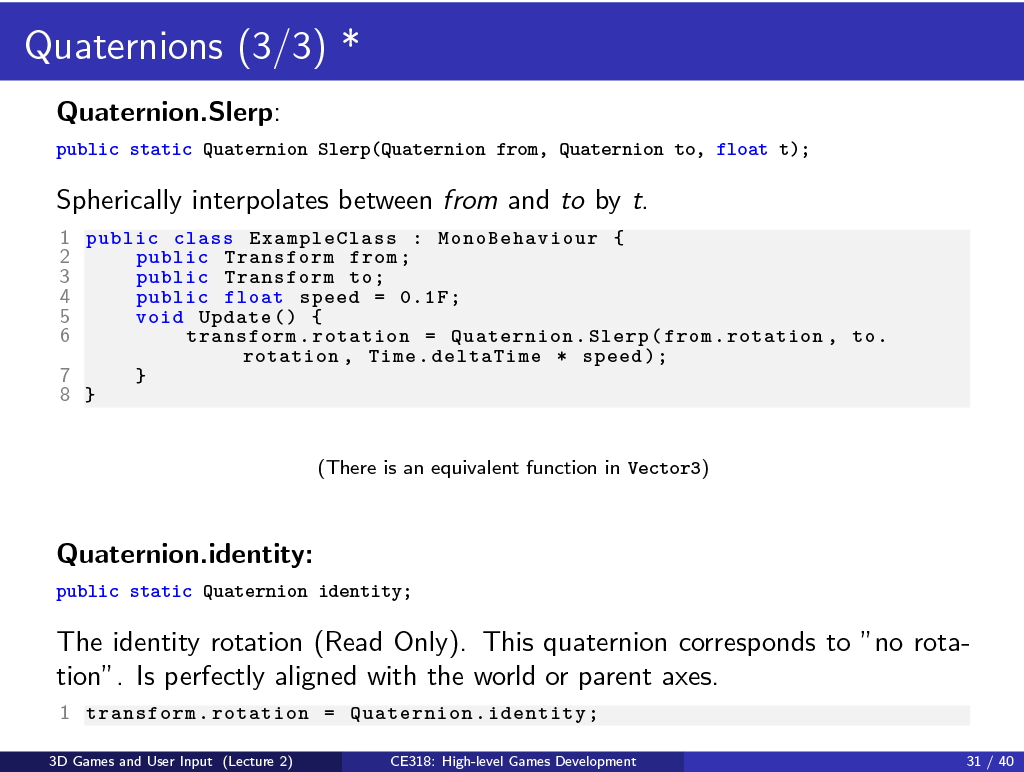 Quaternions (3/3) *
Quaternion.Slerp:
public static Quaternion Slerp(Quaternion from, Quaternion to, float t);
Spherically interpolates between from and to by t.
1 public class ExampleClass : MonoBehaviour {
2 public Transform from;
3 public Transform to;
4 public float speed = 0.1F;
5 void Update() {
6 transform.rotation = Quaternion.Slerp(from.rotation, to.
rotation, Time.deltaTime * speed);
7 }
8 }
(There is an equivalent function in Vector3)
Quaternion.identity:
public static Quaternion identity;
The identity rotation (Read Only). This quaternion corresponds to ”no rota-
tion”. Is perfectly aligned with the world or parent axes.
1 transform.rotation = Quaternion.identity;
3D Games and User Input (Lecture 2) CE318: High-level Games Development 31 / 40